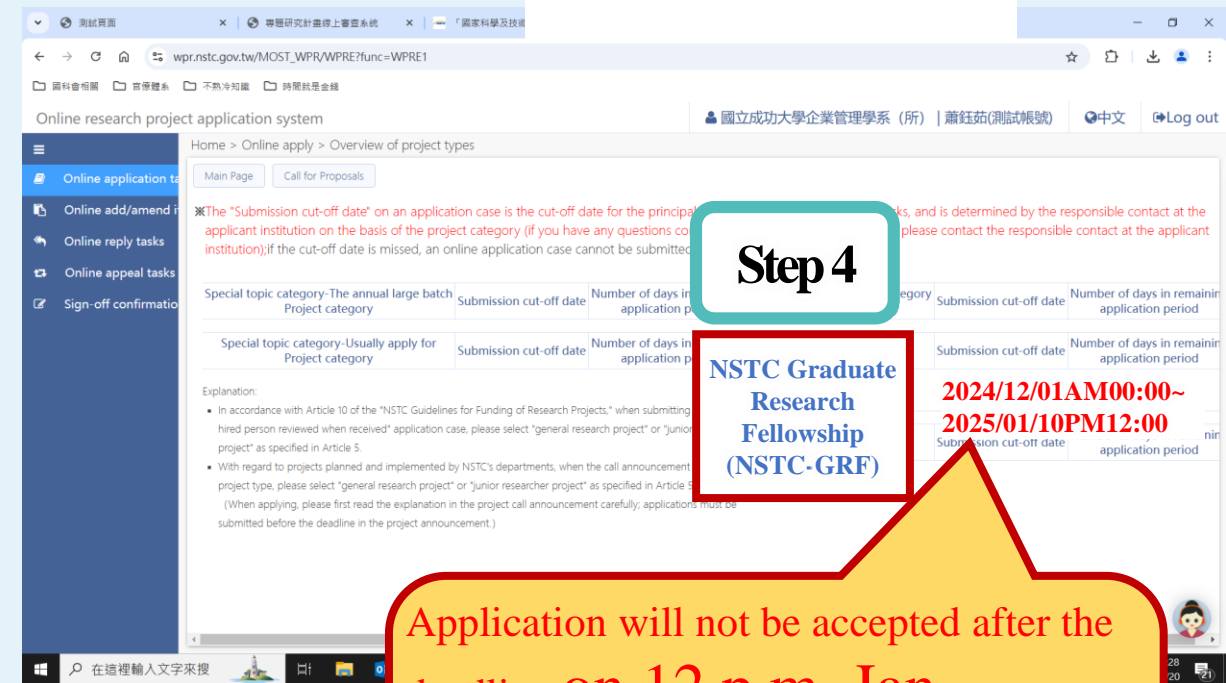 測試頁面
專題研究計畫線上審查系統
「國家科學及技術
wpr.nstc.gov.tw/MOST_WPR/WPRE?func=WPRE1
國科會相關 官僚體系 不熟冷知識 時間就是金錢
Online research project application system
國立成功大學企業管理學系（所）
| 蕭鈺茹(測試帳號)
中文
Log out
Home > Online apply > Overview of project types
Online application ta
Online add/amend i
Online reply tasks
Online appeal tasks
Sign-off confirmatio
Main Page
Call for Proposals
※The "Submission cut-off date" on an application case is the cut-off date for the principal ks, and is determined by the responsible contact at the
applicant institution on the basis of the project category (if you have any questions co please contact the responsible contact at the applicant
institution);if the cut-off date is missed, an online application case cannot be submitted
Step 4
Special topic category-The annual large batch
Project category
Submission cut-off date
Number of days in
application p
egory
Submission cut-off date
Number of days in remainin
application period
Special topic category-Usually apply for
Project category
Submission cut-off date
Number of days in
application p
Submission cut-off date
Number of days in remainin
application period
NSTC Graduate
Research
Fellowship
(NSTC-GRF)
2024/12/01AM00:00~
2025/01/10PM12:00
Submission cut-off date
nin
application period
Explanation:
In accordance with Article 10 of the "NSTC Guidelines for Funding of Research Projects," when submitting
hired person reviewed when received" application case, please select "general research project" or "junior
project" as specified in Article 5.
With regard to projects planned and implemented by NSTC's departments, when the call announcement
project type, please select "general research project" or "junior researcher project" as specified in Article 5
(When applying, please first read the explanation in the project call announcement carefully; applications must be
submitted before the deadline in the project announcement.)
Application will not be accepted after the
on 12 p.m. Jan
在這裡輸入文字來搜
28
/20
21